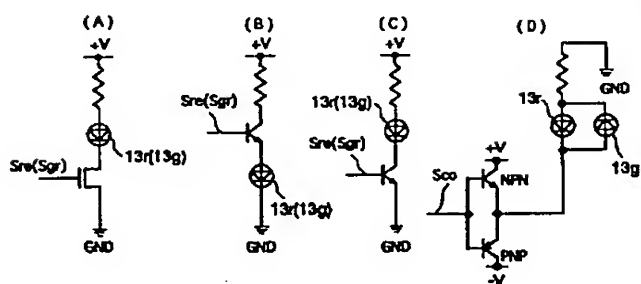 (A)
+V
13r(13g)
Sre(Sgr)
GND
(B)
+V
Sre(Sgr)
13r(13g)
GND
(C)
+V
13r(13g)
Sre(Sgr)
GND
(D)
GND
13r
13g
+V
Sco
NPN
PNP
-V